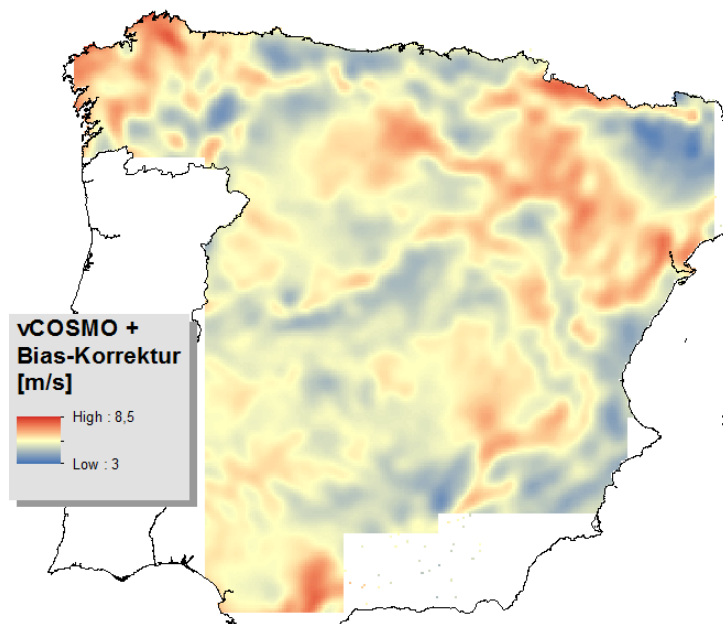 vCOSMO +
Bias-Korrektur
[m/s]
High : 8,5
Low : 3